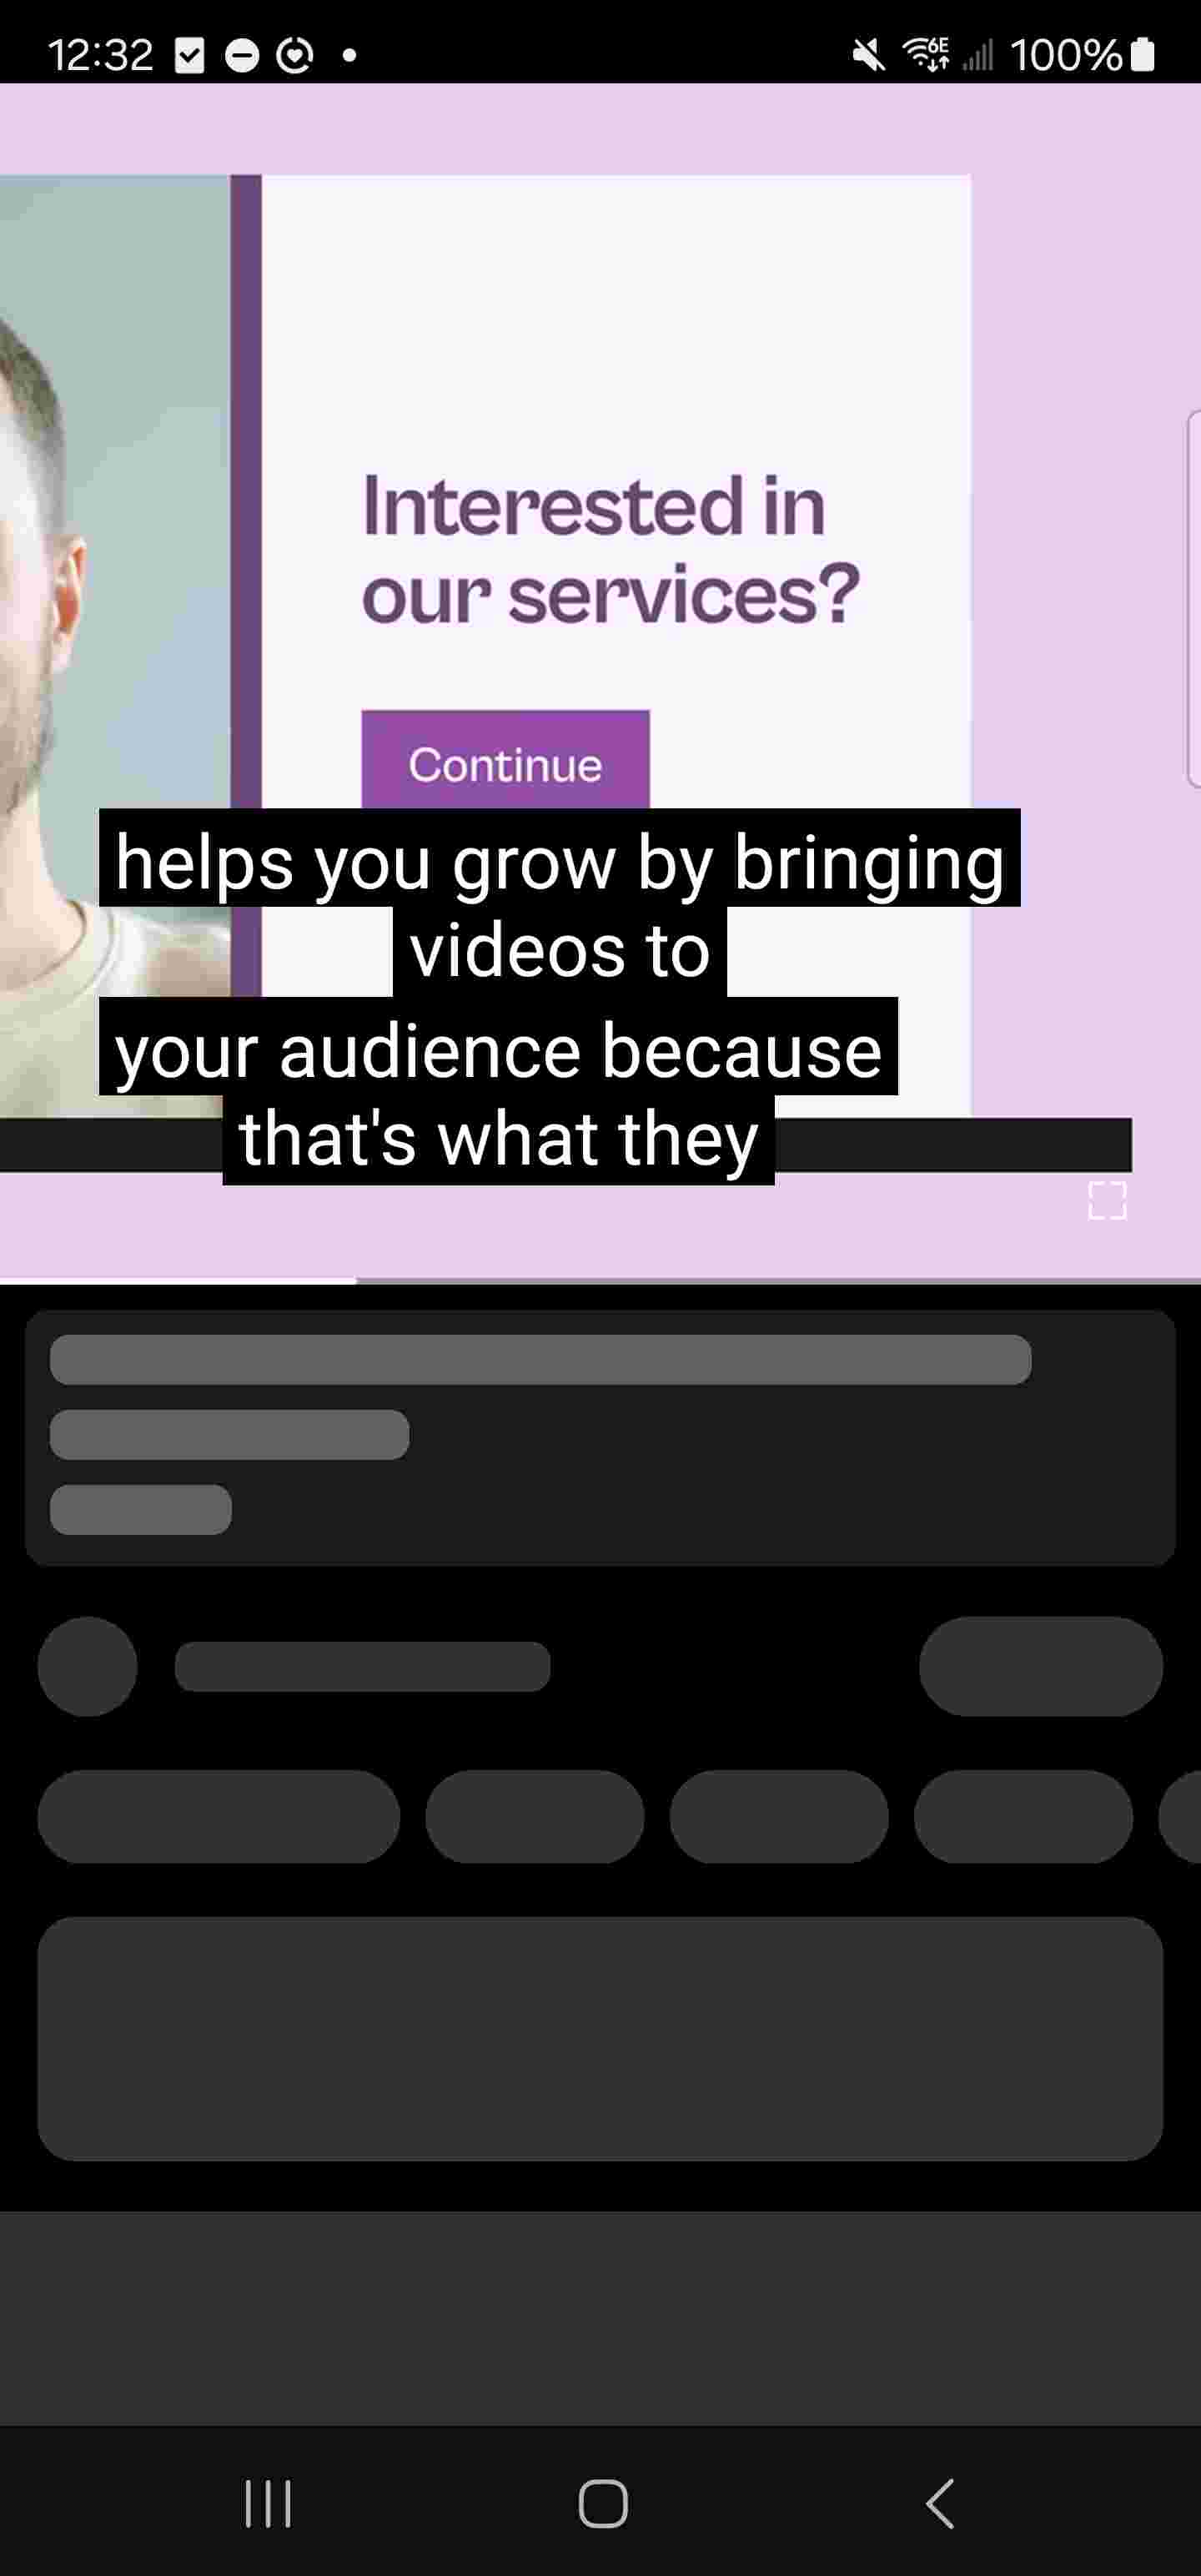 12:32
6E
100%
Interested in
our services?
Continue
helps you grow by bringing
videos to
your audience because
that's what they